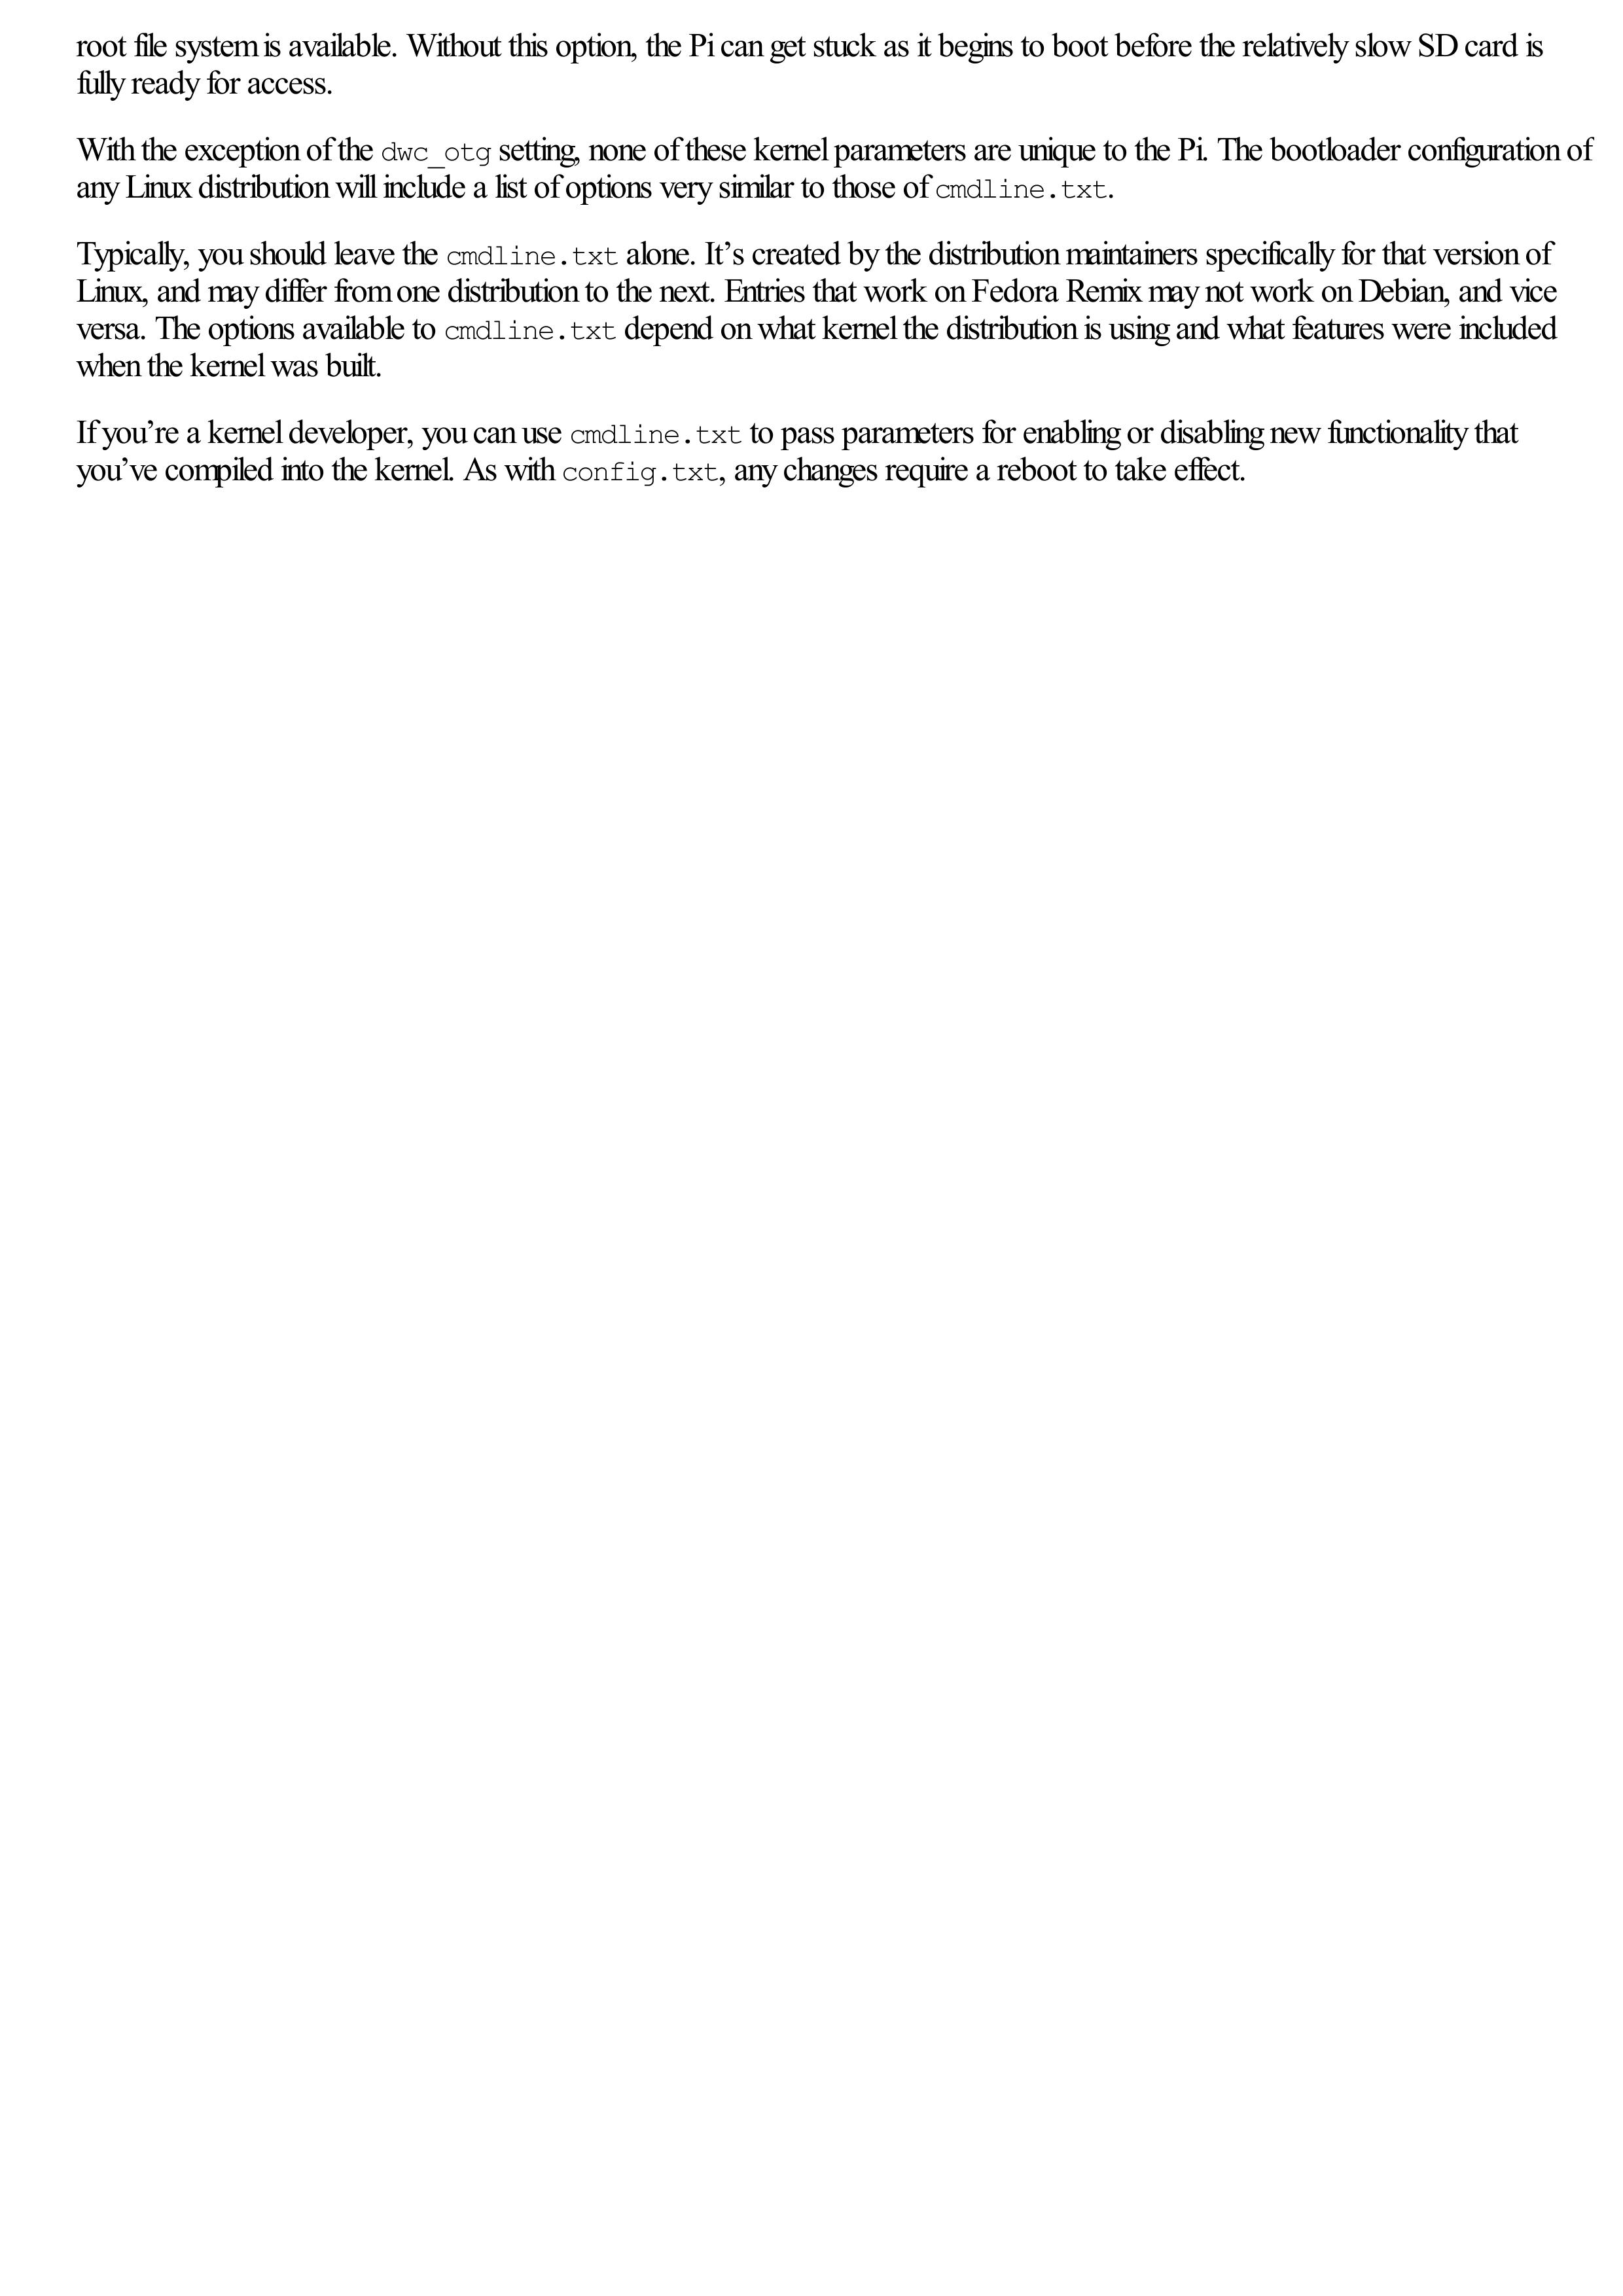 root file system is available. Without this option, the Pi can get stuck as it begins to boot before the relatively slow SD card is
fully ready for access.
With the exception of the dwc_otg setting, none of these kernel parameters are unique to the Pi. The bootloader configuration of
any Linux distribution will include a list of options very similar to those of cmdline.txt.
Typically, you should leave the cmdline.txt alone. It’s created by the distribution maintainers specifically for that version of
Linux, and may differ from one distribution to the next. Entries that work on Fedora Remix may not work on Debian, and vice
versa. The options available to cmdline.txt depend on what kernel the distribution is using and what features were included
when the kernel was built.
If you’re a kernel developer, you can use cmdline.txt to pass parameters for enabling or disabling new functionality that
you’ve compiled into the kernel. As with config.txt, any changes require a reboot to take effect.